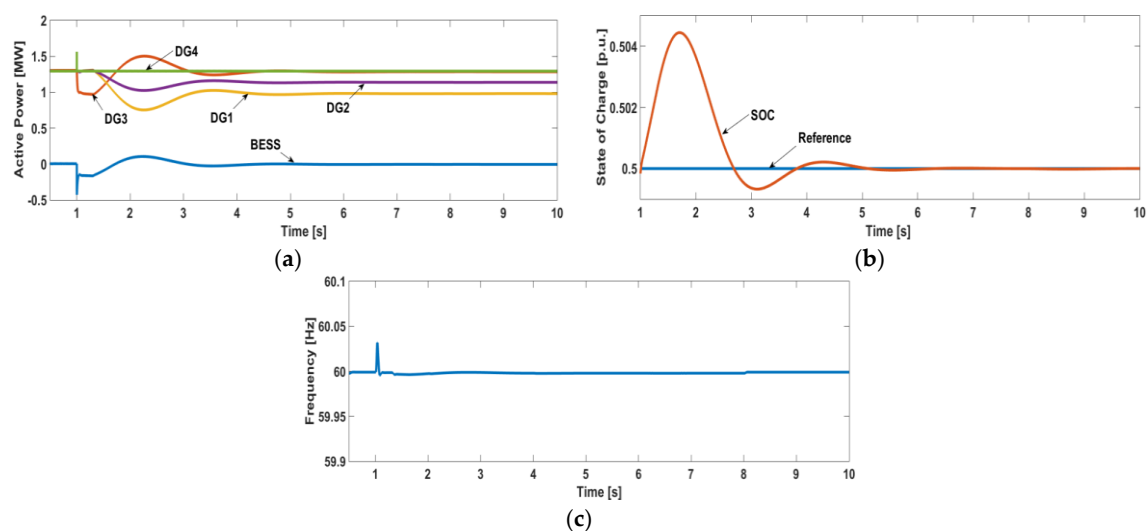 Active Power [MW]
2
1.5
1
0.5
0
-0.5
DG4
DG3
DG1
DG2
BESS
1 2 3 4 5 6 7 8 9 10
Time [s]
(a)
State of Charge [p.u.]
0.504
0.502
0.5
SOC
Reference
1 2 3 4 5 6 7 8 9 10
Time [s]
(b)
Frequency [Hz]
60.1
60.05
60
59.95
59.9
1 2 3 4 5 6 7 8 9 10
Time [s]
(c)